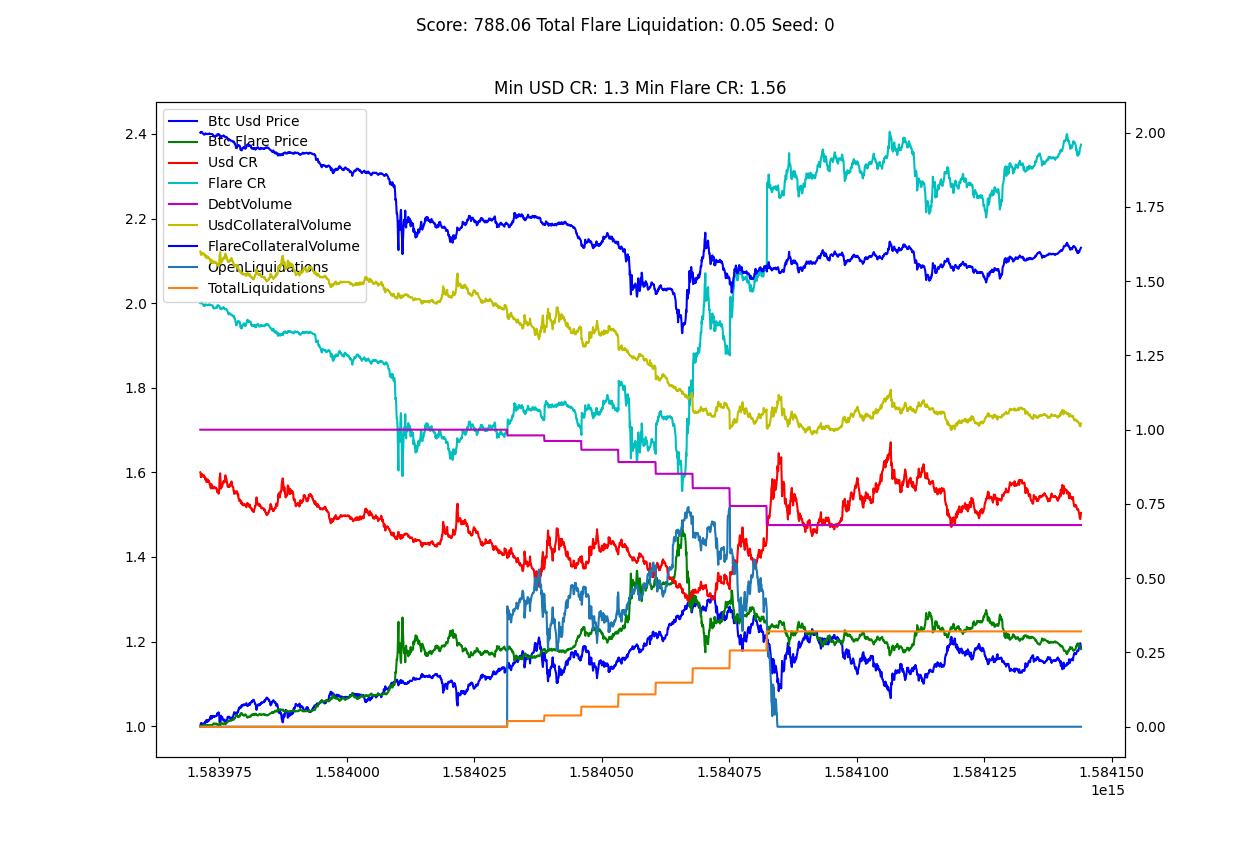 Score: 788.06 Total Flare Liquidation: 0.05 Seed: 0
Min USD CR: 1.3 Min Flare CR: 1.56
Btc Usd Price
Btc Flare Price
Usd CR
Flare CR
DebtVolume
UsdCollateralVolume
FlareCollateralVolume
OpenLiquidations
TotalLiquidations
2.4
2.2
2.0
1.8
1.6
1.4
1.2
1.0
2.00
1.75
1.50
1.25
1.00
0.75
0.50
0.25
0.00
1.583975 1.584000 1.584025 1.584050 1.584075 1.584100 1.584125 1.584150
1e15